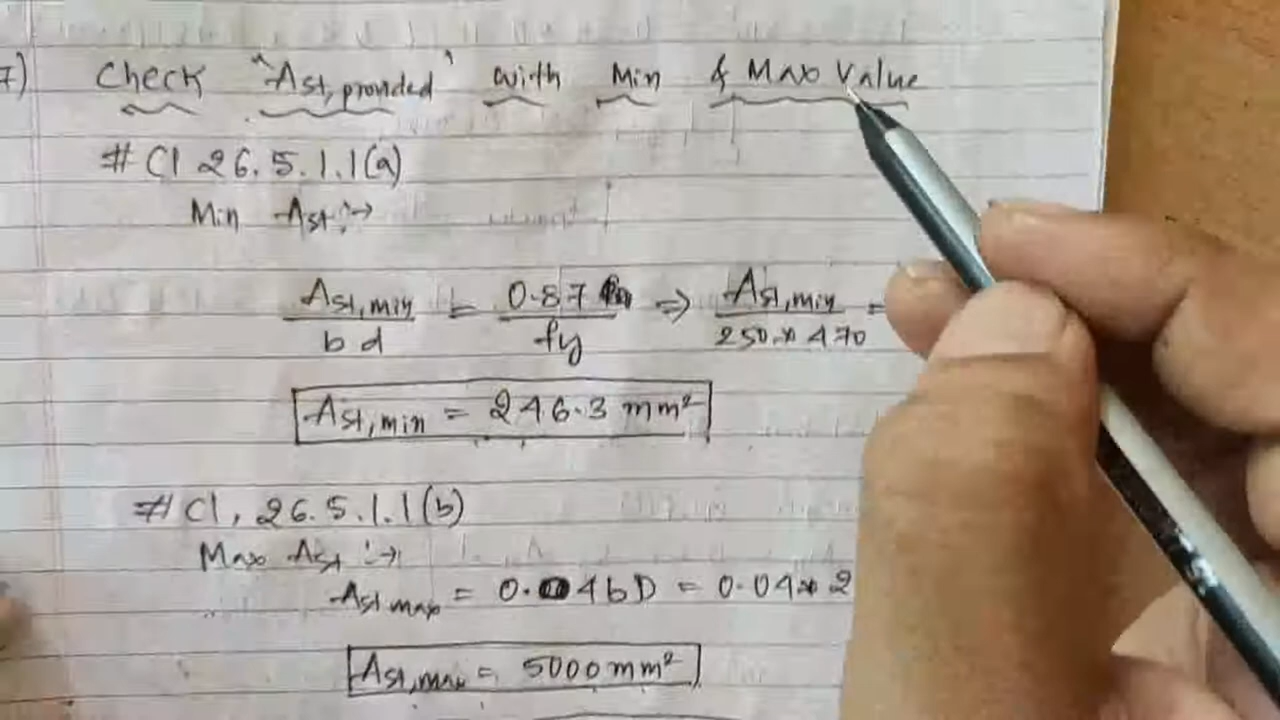 7) Check "Ast, provided" with Min & Max Value
# Cl 26.5.1.1(a)
Min Ast :→
Ast,min / bd = 0.87 / fy ⇒ Ast,min / 250 × 470 =
Ast,min = 246.3 mm²
# Cl, 26.5.1.1(b)
Max Ast :→
Ast max = 0.04bD = 0.04 × 2
Ast,max = 5000 mm²